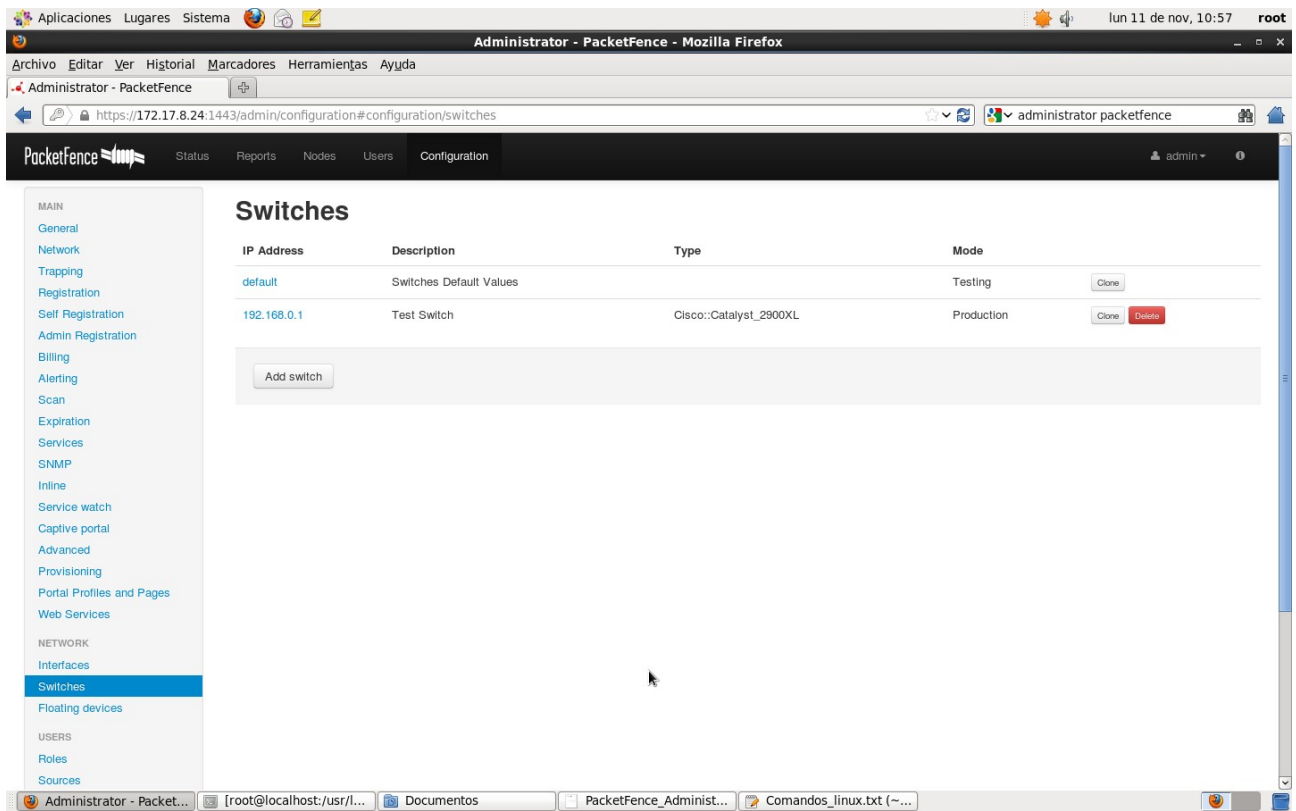 Aplicaciones Lugares Sistema lun 11 de nov, 10:57 root
Administrator - PacketFence - Mozilla Firefox
Archivo Editar Ver Historial Marcadores Herramientas Ayuda
Administrator - PacketFence
https://172.17.8.24:1443/admin/configuration#configuration/switches administrator packetfence
PacketFence Status Reports Nodes Users Configuration admin
MAIN
General
Network
Trapping
Registration
Self Registration
Admin Registration
Billing
Alerting
Scan
Expiration
Services
SNMP
Inline
Service watch
Captive portal
Advanced
Provisioning
Portal Profiles and Pages
Web Services
NETWORK
Interfaces
Switches
Floating devices
USERS
Roles
Sources
Switches
IP Address Description Type Mode
default Switches Default Values Testing Clone
192.168.0.1 Test Switch Cisco::Catalyst_2900XL Production Clone Delete
Add switch
Administrator - Packet... [root@localhost:/usr/l... Documentos PacketFence_Administ... Comandos_linux.txt (~...